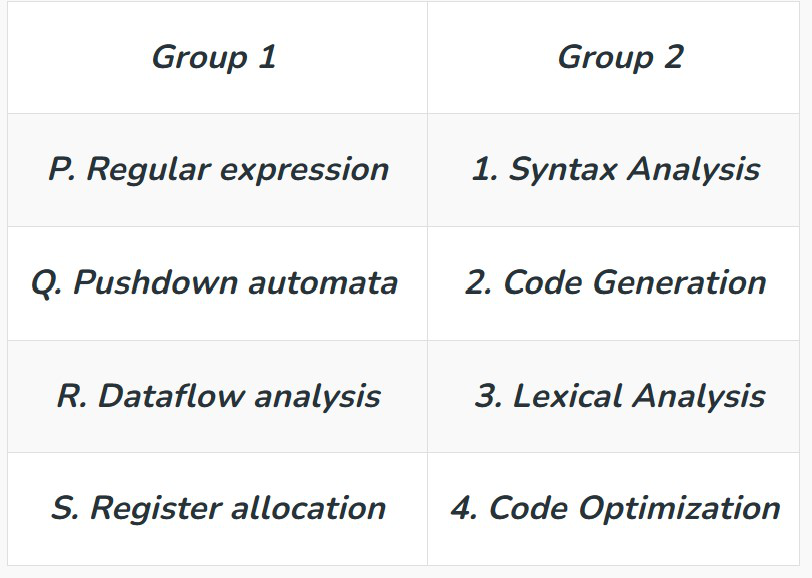 Group 1 Group 2
P. Regular expression 1. Syntax Analysis
Q. Pushdown automata 2. Code Generation
R. Dataflow analysis 3. Lexical Analysis
S. Register allocation 4. Code Optimization